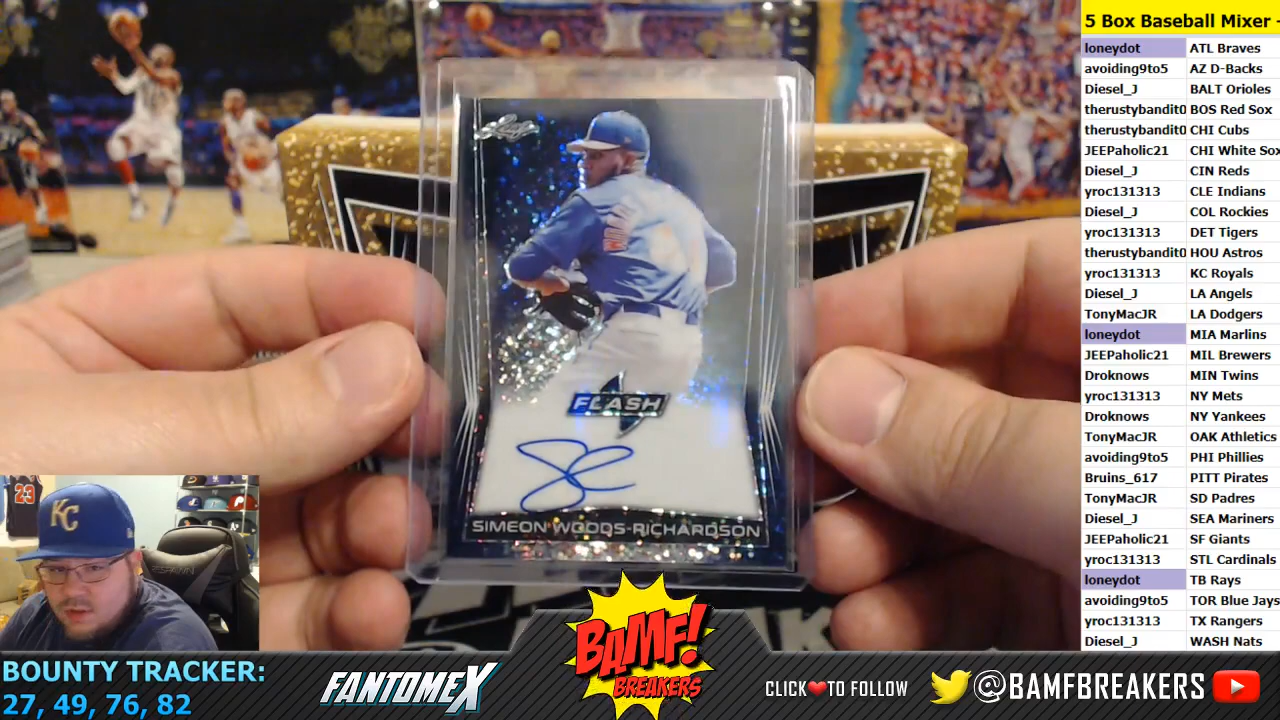 5 Box Baseball Mixer -
loneydot ATL Braves
avoiding9to5 AZ D-Backs
Diesel_J BALT Orioles
therustybandit0 BOS Red Sox
therustybandit0 CHI Cubs
JEEPaholic21 CHI White Sox
Diesel_J CIN Reds
yroc131313 CLE Indians
Diesel_J COL Rockies
yroc131313 DET Tigers
therustybandit0 HOU Astros
yroc131313 KC Royals
Diesel_J LA Angels
TonyMacJR LA Dodgers
loneydot MIA Marlins
JEEPaholic21 MIL Brewers
Droknows MIN Twins
yroc131313 NY Mets
Droknows NY Yankees
TonyMacJR OAK Athletics
avoiding9to5 PHI Phillies
Bruins_617 PITT Pirates
TonyMacJR SD Padres
Diesel_J SEA Mariners
JEEPaholic21 SF Giants
yroc131313 STL Cardinals
loneydot TB Rays
avoiding9to5 TOR Blue Jays
yroc131313 TX Rangers
Diesel_J WASH Nats
Leaf
FLASH
SIMEON WOODS-RICHARDSON
23
KC
BOUNTY TRACKER:
27, 49, 76, 82
FANTOMEX
BAMF!
BREAKERS
CLICK TO FOLLOW
@BAMFBREAKERS